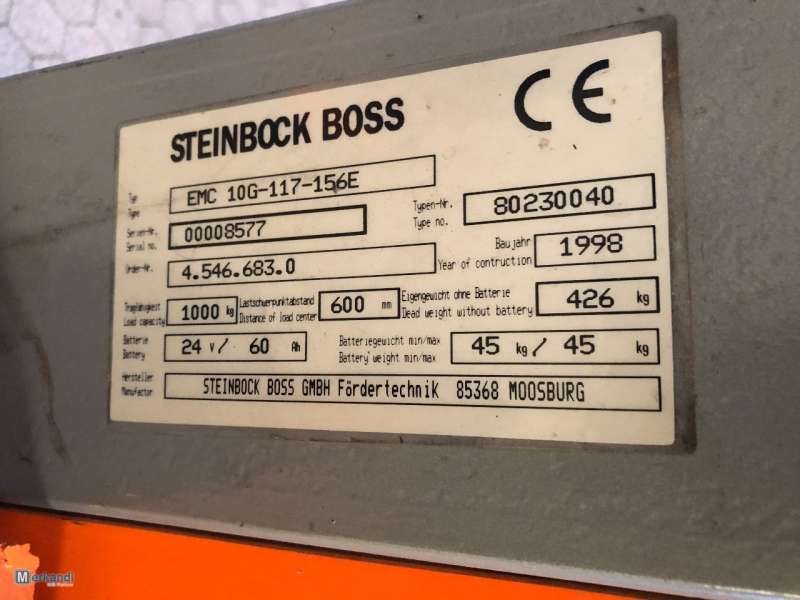 STEINBOCK BOSS
CE
Typ EMC 10G-117-156E
Type
Typen-Nr. 80230040
Type no.
Serien-Nr. 00008577
Serial no.
Baujahr 1998
Year of contruction
Order-Nr. 4.546.683.0
Tragfähigkeit 1000 kg Lastschwerpunktabstand 600 mm Eigengewicht ohne Batterie 426 kg
Load capacity Distance of load center Dead weight without battery
Batterie 24 V/ 60 Ah Batteriegewicht min/max 45 kg/ 45 kg
Battery Battery weight min/max
Hersteller STEINBOCK BOSS GMBH Fördertechnik 85368 MOOSBURG
Manufactor
Merkandi